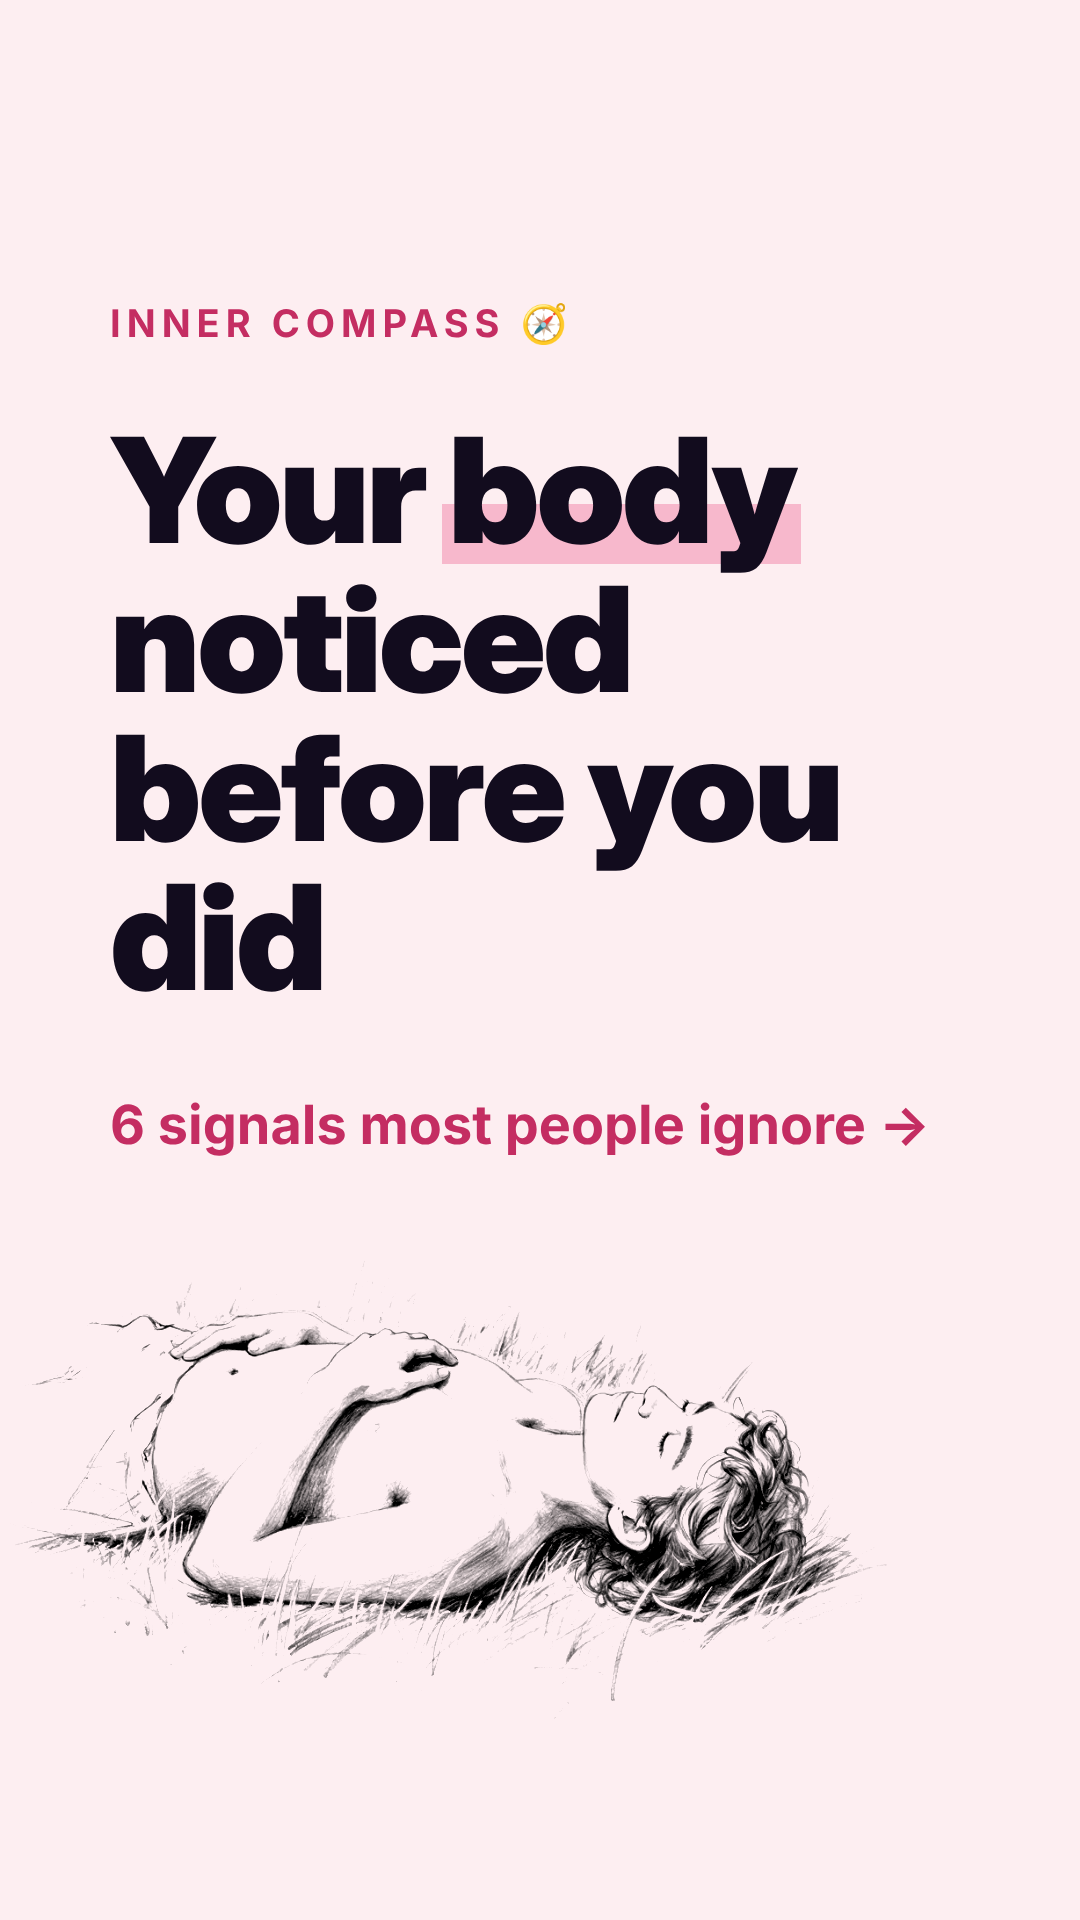 INNER COMPASS 🧭
Your body
noticed
before you
did
6 signals most people ignore →